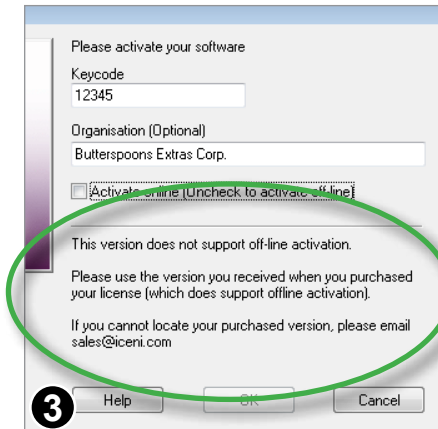 Please activate your software
Keycode
12345
Organisation (Optional)
Butterspoons Extras Corp.
Activate online (Uncheck to activate off-line)
This version does not support off-line activation.
Please use the version you received when you purchased
your license (which does support offline activation).
If you cannot locate your purchased version, please email
sales@iceni.com
3 Help OK Cancel